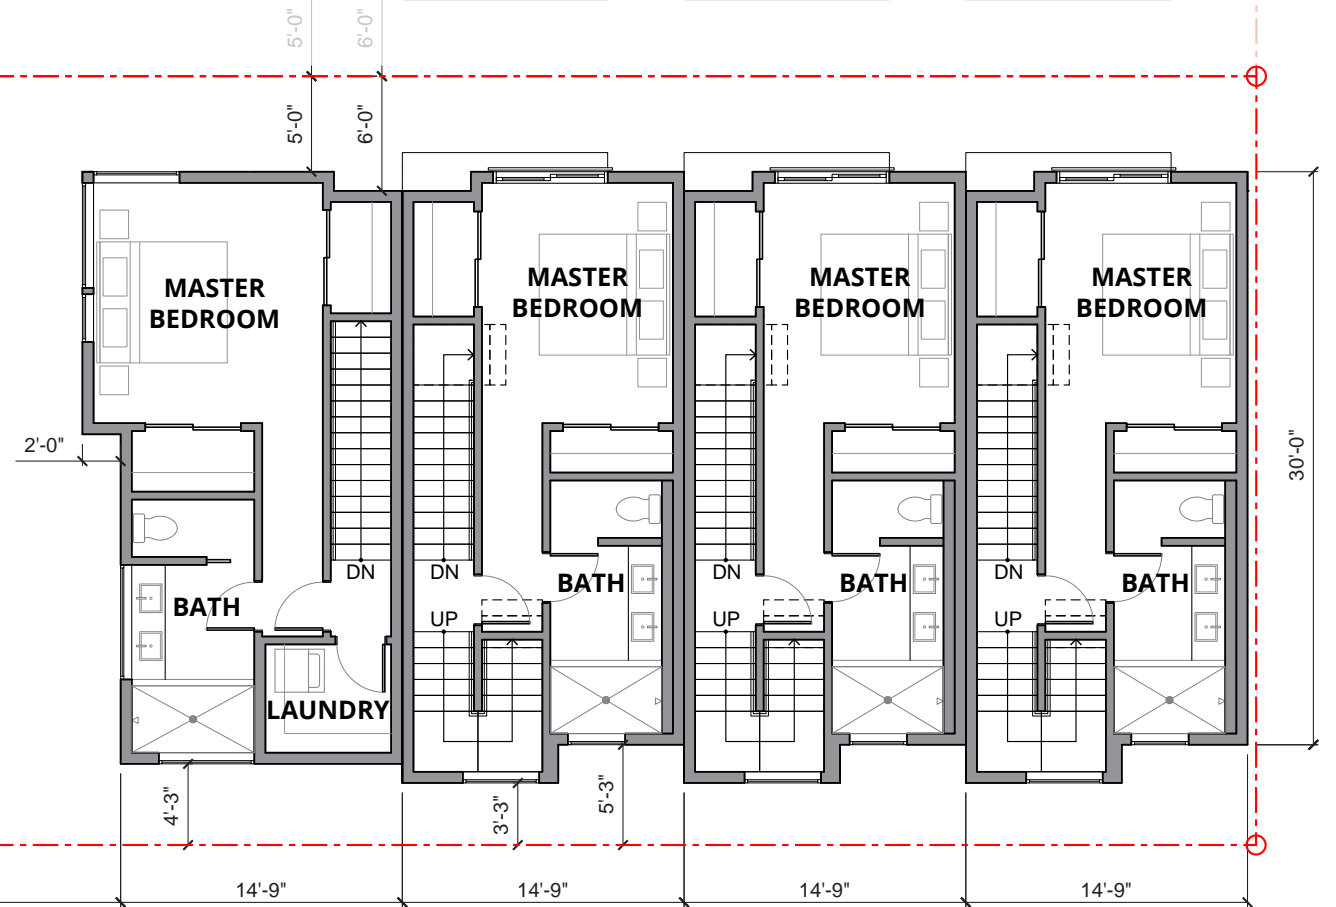 5'-0"
6'-0"
5'-0"
6'-0"
MASTER
BEDROOM
MASTER
BEDROOM
MASTER
BEDROOM
MASTER
BEDROOM
2'-0"
30'-0"
DN
DN
DN
DN
BATH
BATH
BATH
BATH
UP
UP
UP
LAUNDRY
4'-3"
3'-3"
5'-3"
14'-9"
14'-9"
14'-9"
14'-9"